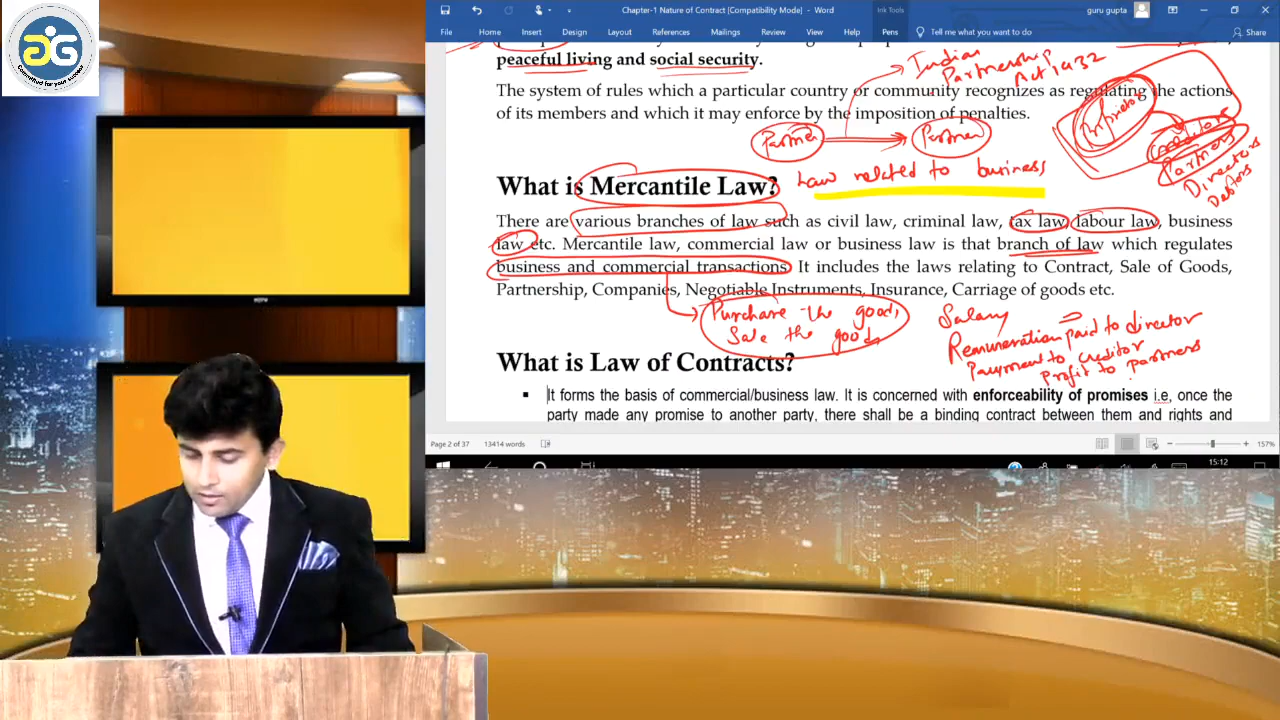 Committed for your success
Chapter-1 Nature of Contract [Compatibility Mode] - Word
Ink Tools
guru gupta
File Home Insert Design Layout References Mailings Review View Help Pens Tell me what you want to do Share
peaceful living and social security.
Indian
Partnership
Act 1932
The system of rules which a particular country or community recognizes as regulating the actions
of its members and which it may enforce by the imposition of penalties.
Partner Partner
Proprietor
Creditors
Partners
Directors
Debtors
Law related to business
What is Mercantile Law?
There are various branches of law such as civil law, criminal law, tax law, labour law, business
law etc. Mercantile law, commercial law or business law is that branch of law which regulates
business and commercial transactions. It includes the laws relating to Contract, Sale of Goods,
Partnership, Companies, Negotiable Instruments, Insurance, Carriage of goods etc.
Purchase the goods,
Sale the goods
Salary
Remuneration paid to director
Payment to creditor
Profit to partners
What is Law of Contracts?
▪ It forms the basis of commercial/business law. It is concerned with enforceability of promises i.e, once the
party made any promise to another party, there shall be a binding contract between them and rights and
Page 2 of 37 13414 words
157%
15:12